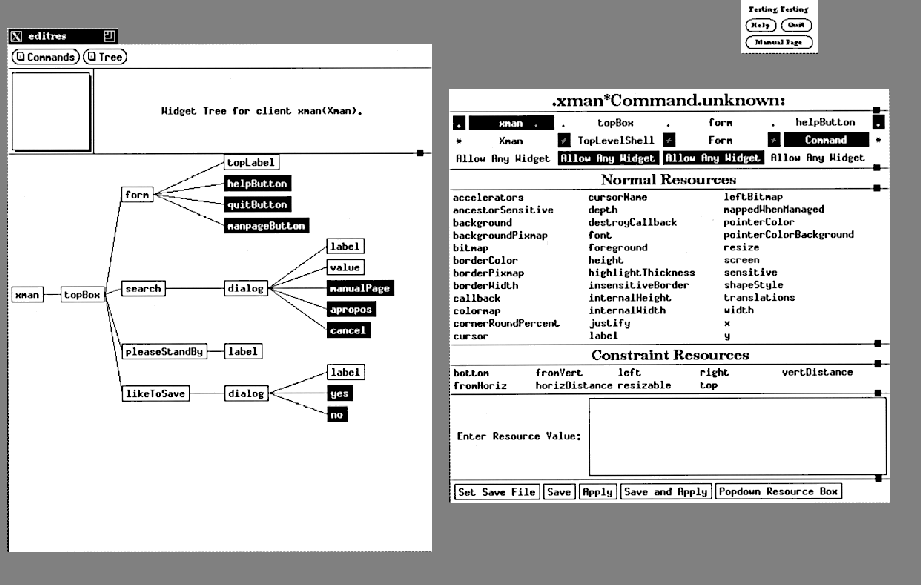 Testing Testing
Help Quit
Manual Page
editres
Commands Tree
Widget Tree for client xman(Xman).
topLabel
helpButton
form
quitButton
manpageButton
label
value
xman topBox search dialog manualPage
apropos
cancel
pleaseStandBy label
label
likeToSave dialog yes
no
.xman*Command.unknown:
. xman . topBox . form . helpButton .
* Xman * TopLevelShell * Form * Command *
Allow Any Widget Allow Any Widget Allow Any Widget Allow Any Widget
Normal Resources
accelerators cursorName leftBitmap
ancestorSensitive depth mappedWhenManaged
background destroyCallback pointerColor
backgroundPixmap font pointerColorBackground
bitmap foreground resize
borderColor height screen
borderPixmap highlightThickness sensitive
borderWidth insensitiveBorder shapeStyle
callback internalHeight translations
colormap internalWidth width
cornerRoundPercent justify x
cursor label y
Constraint Resources
bottom fromVert left right vertDistance
fromHoriz horizDistance resizable top
Enter Resource Value:
Set Save File Save Apply Save and Apply Popdown Resource Box